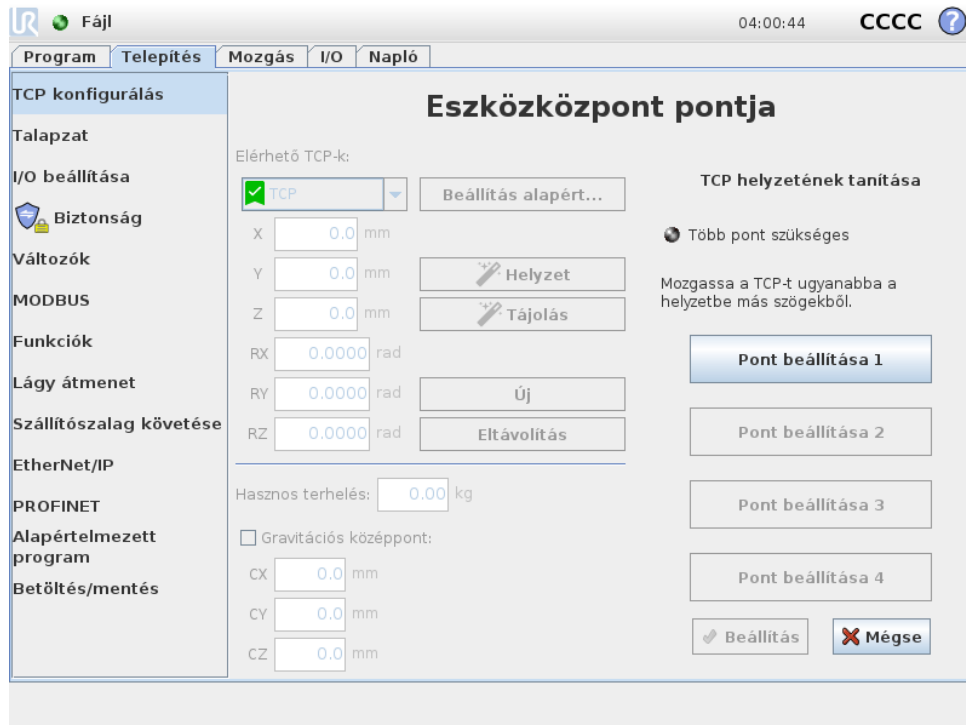 UR Fájl 04:00:44 CCCC ?
Program Telepítés Mozgás I/O Napló
TCP konfigurálás
Talapzat
I/O beállítása
Biztonság
Változók
MODBUS
Funkciók
Lágy átmenet
Szállítószalag követése
EtherNet/IP
PROFINET
Alapértelmezett
program
Betöltés/mentés
Eszközközpont pontja
Elérhető TCP-k:
TCP Beállítás alapért...
X 0.0 mm
Y 0.0 mm Helyzet
Z 0.0 mm Tájolás
RX 0.0000 rad
RY 0.0000 rad Új
RZ 0.0000 rad Eltávolítás
Hasznos terhelés: 0.00 kg
Gravitációs középpont:
CX 0.0 mm
CY 0.0 mm
CZ 0.0 mm
TCP helyzetének tanítása
Több pont szükséges
Mozgassa a TCP-t ugyanabba a
helyzetbe más szögekből.
Pont beállítása 1
Pont beállítása 2
Pont beállítása 3
Pont beállítása 4
Beállítás Mégse